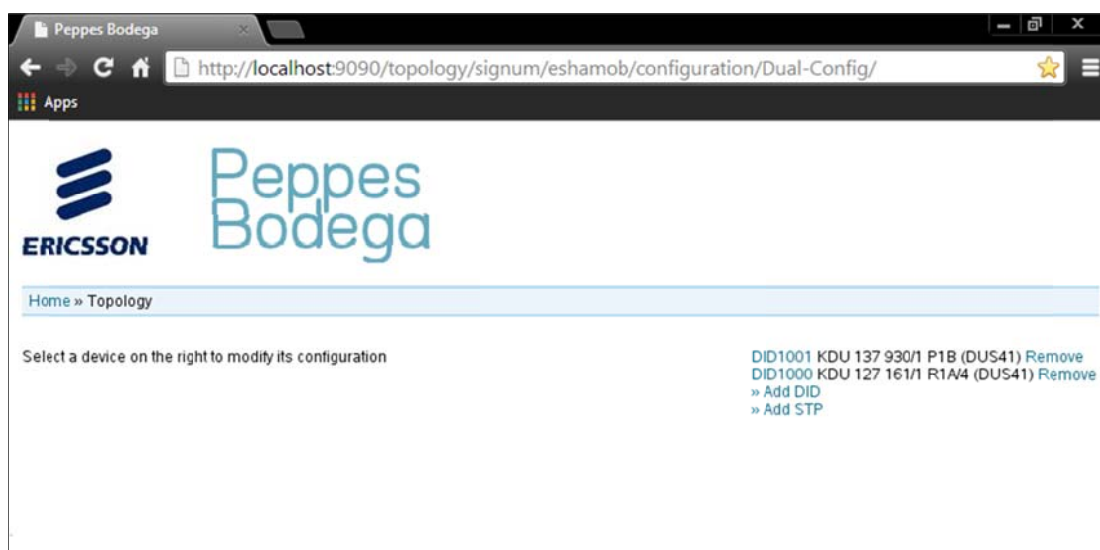 Peppes Bodega
http://localhost:9090/topology/signum/eshamob/configuration/Dual-Config/
Apps
ERICSSON
Peppes
Bodega
Home » Topology
Select a device on the right to modify its configuration
DID1001 KDU 137 930/1 P1B (DUS41) Remove
DID1000 KDU 127 161/1 R1A/4 (DUS41) Remove
» Add DID
» Add STP